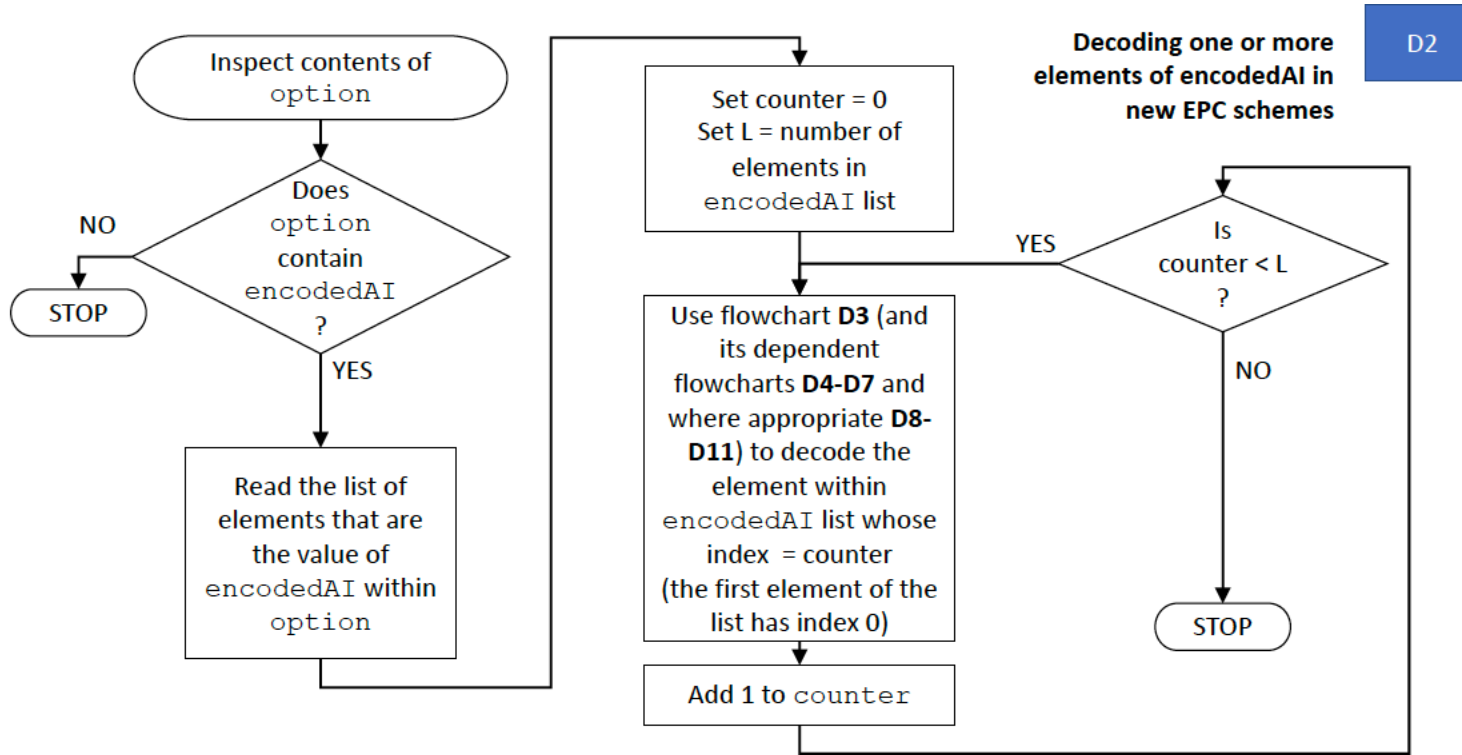 Decoding one or more
elements of encodedAI in
new EPC schemes
D2
Inspect contents of
option
Does
option
contain
encodedAI
?
NO
STOP
YES
Read the list of
elements that are
the value of
encodedAI within
option
Set counter = 0
Set L = number of
elements in
encodedAI list
Use flowchart D3 (and
its dependent
flowcharts D4-D7 and
where appropriate D8-
D11) to decode the
element within
encodedAI list whose
index = counter
(the first element of the
list has index 0)
Add 1 to counter
Is
counter < L
?
YES
NO
STOP